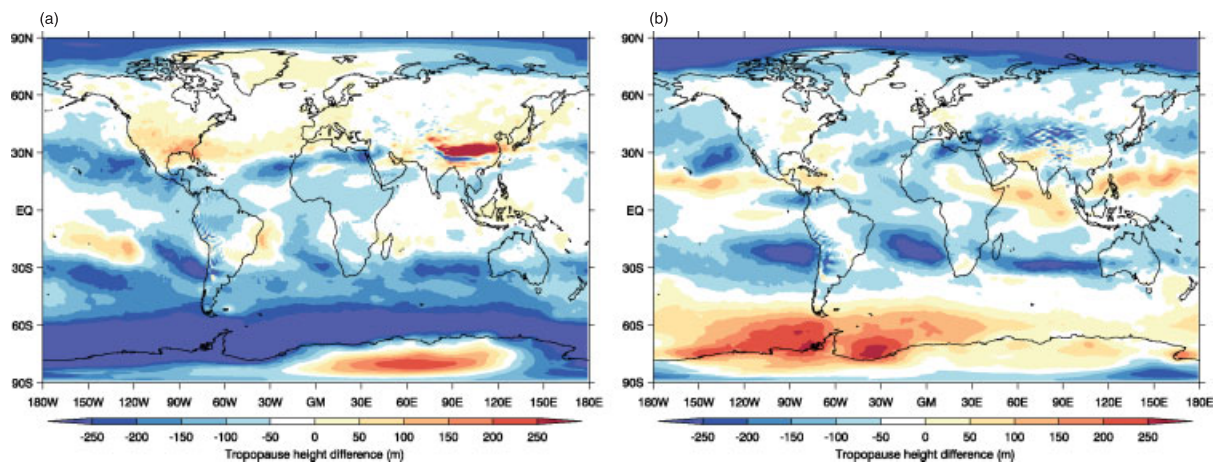 (a)
90N
60N
30N
EQ
30S
60S
90S
180W 150W 120W 90W 60W 30W GM 30E 60E 90E 120E 150E 180E
-250 -200 -150 -100 -50 0 50 100 150 200 250
Tropopause height difference (m)
(b)
90N
60N
30N
EQ
30S
60S
90S
180W 150W 120W 90W 60W 30W GM 30E 60E 90E 120E 150E 180E
-250 -200 -150 -100 -50 0 50 100 150 200 250
Tropopause height difference (m)